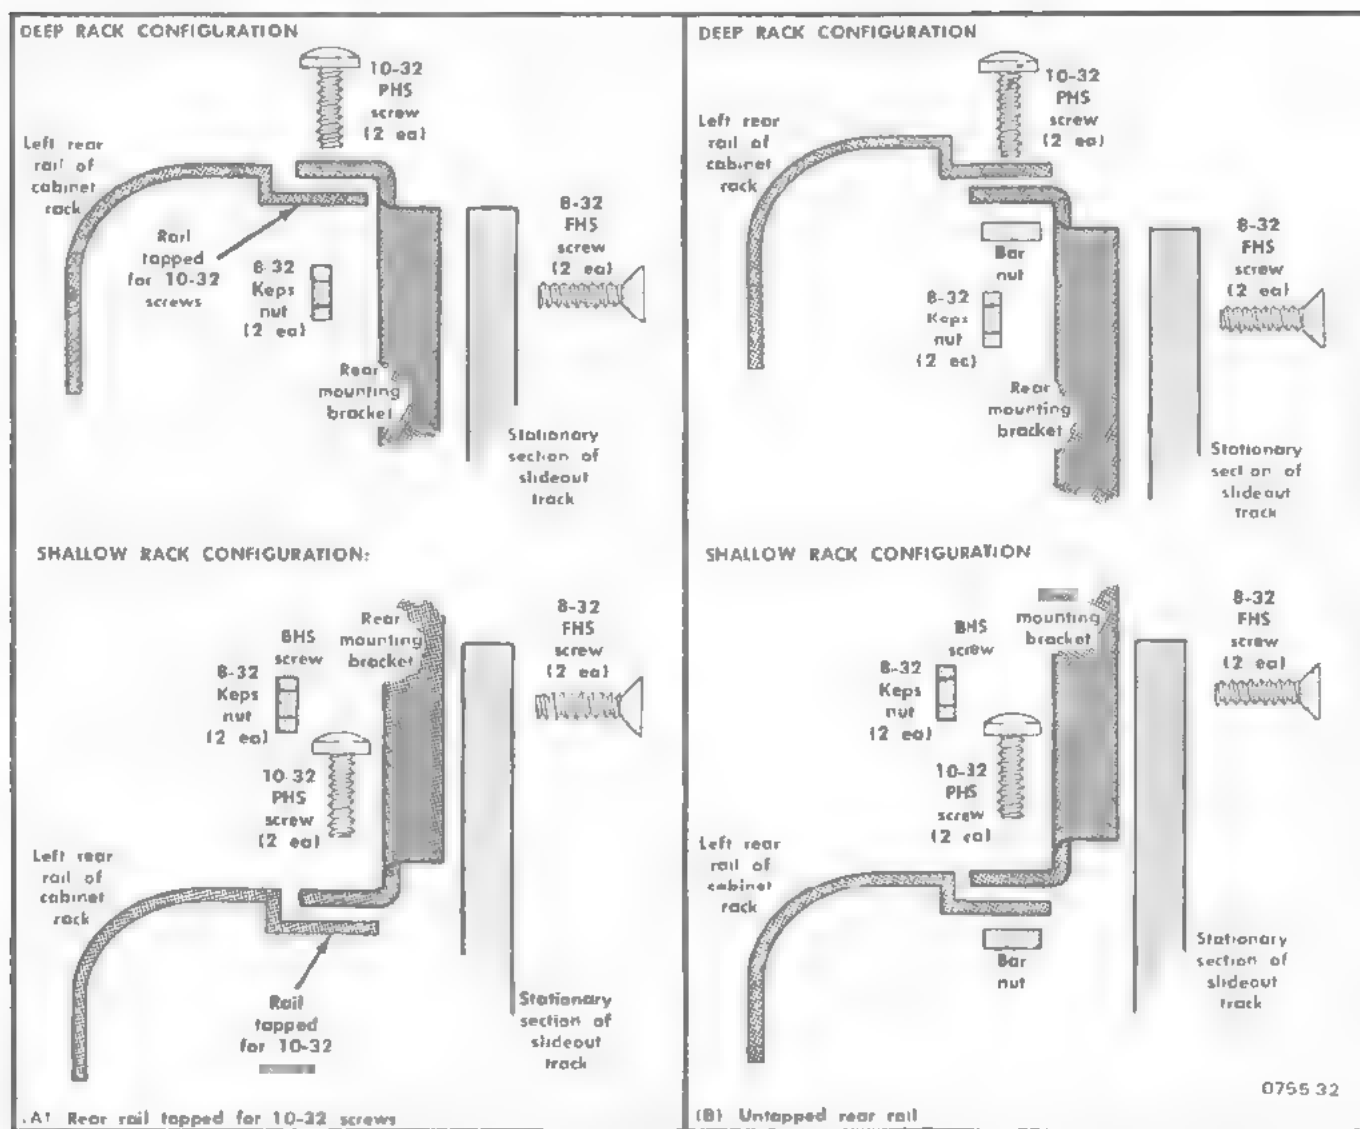 DEEP RACK CONFIGURATION
10-32
PHS
screw
(2 ea)
Left rear
rail of
cabinet
rack
Rail
tapped
for 10-32
screws
8-32
Keps
nut
(2 ea)
8-32
FHS
screw
(2 ea)
Rear
mounting
bracket
Stationary
section of
slideout
track
SHALLOW RACK CONFIGURATION:
BHS
screw
8-32
Keps
nut
(2 ea)
Rear
mounting
bracket
8-32
FHS
screw
(2 ea)
10-32
PHS
screw
(2 ea)
Left rear
rail of
cabinet
rack
Rail
tapped
for 10-32
Stationary
section of
slideout
track
(A) Rear rail tapped for 10-32 screws
DEEP RACK CONFIGURATION
10-32
PHS
screw
(2 ea)
Left rear
rail of
cabinet
rack
Bar
nut
8-32
Keps
nut
(2 ea)
8-32
FHS
screw
(2 ea)
Rear
mounting
bracket
Stationary
section of
slideout
track
SHALLOW RACK CONFIGURATION
BHS
screw
8-32
Keps
nut
(2 ea)
mounting
bracket
8-32
FHS
screw
(2 ea)
10-32
PHS
screw
(2 ea)
Left rear
rail of
cabinet
rack
Bar
nut
Stationary
section of
slideout
track
0755-32
(B) Untapped rear rail